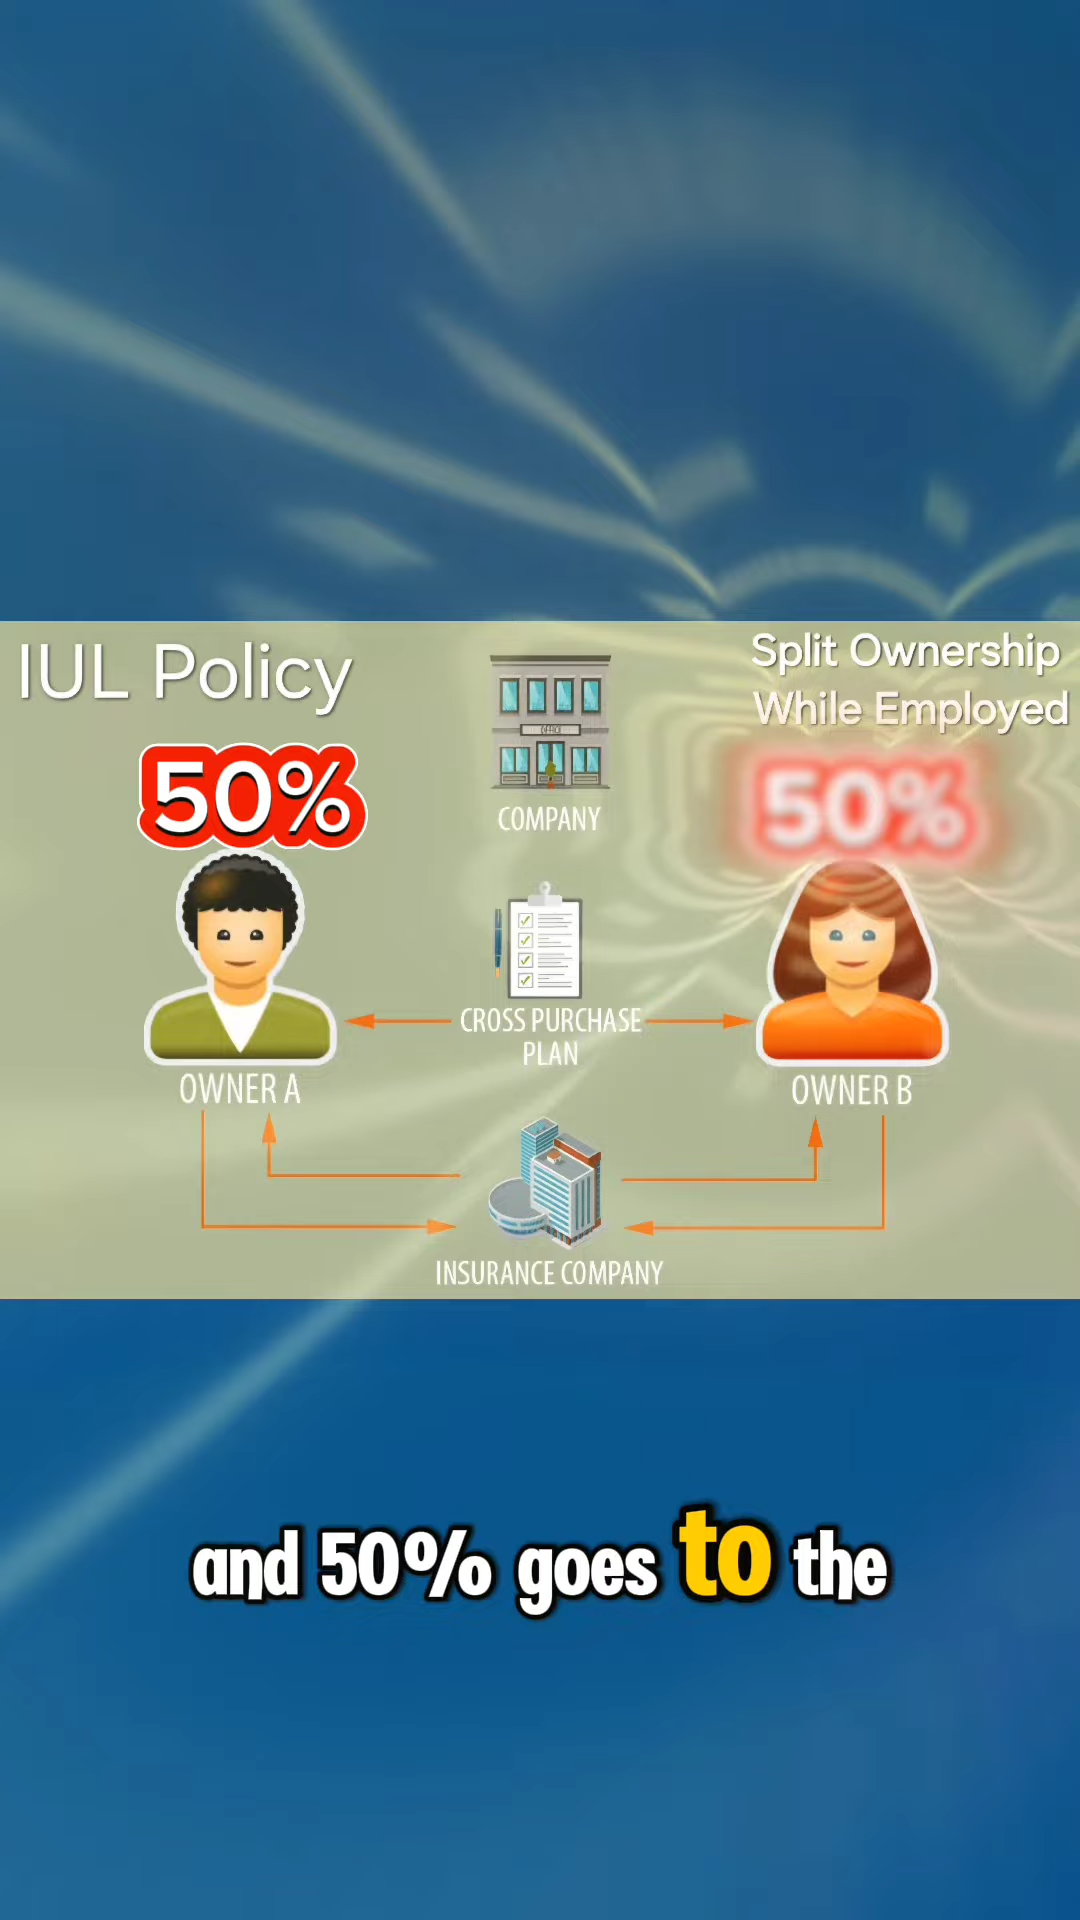 IUL Policy
Split Ownership
While Employed
50%
50%
OFFICE
COMPANY
CROSS PURCHASE
PLAN
OWNER A
OWNER B
INSURANCE COMPANY
and 50% goes to the